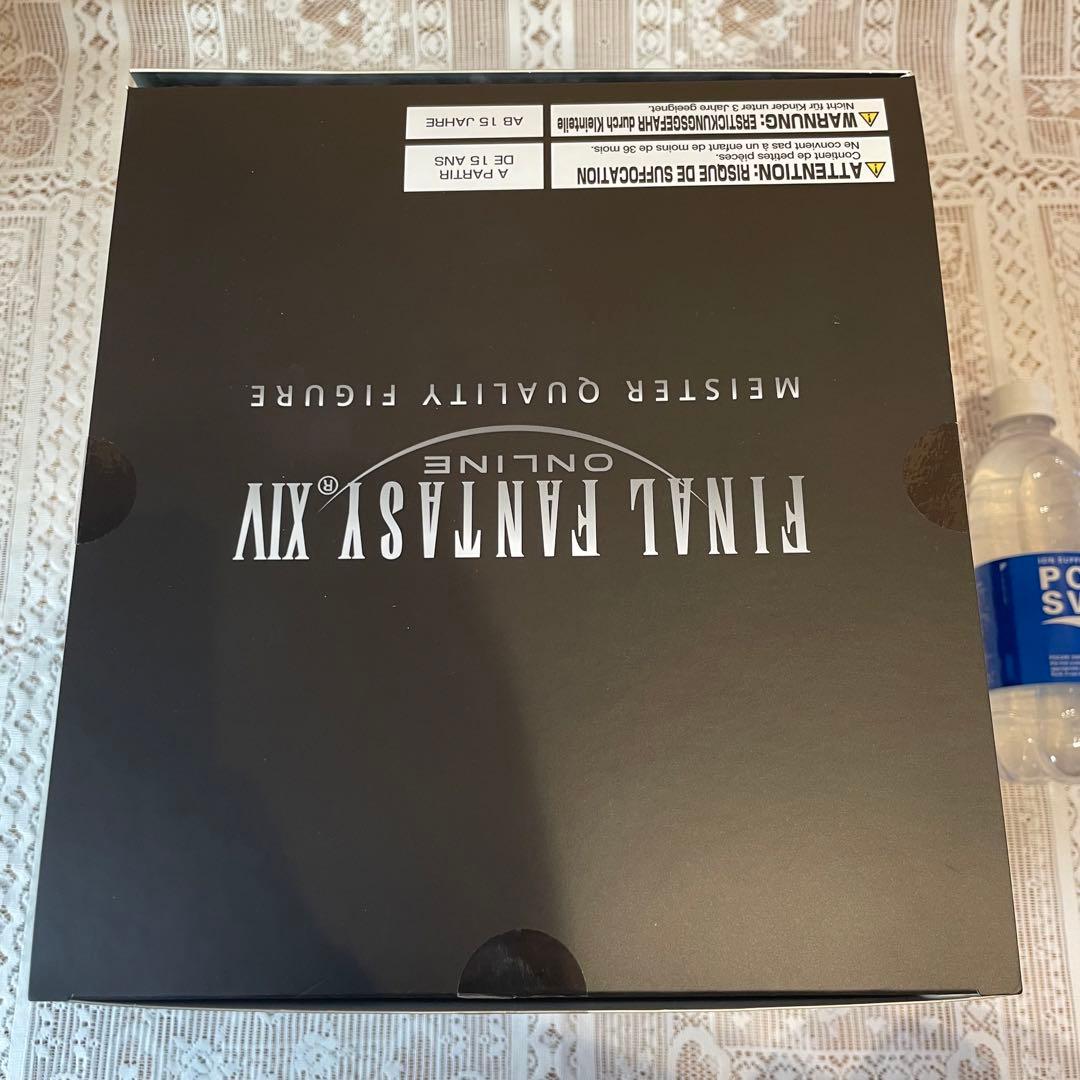 FINAL FANTASY XIV®
ONLINE
MEISTER QUALITY FIGURE
ATTENTION: RISQUE DE SUFFOCATION
Contient de petites pièces.
Ne convient pas à un enfant de moins de 36 mois.
A PARTIR
DE 15 ANS
WARNUNG: ERSTICKUNGSGEFAHR durch Kleinteile
Nicht für Kinder unter 3 Jahre geeignet.
AB 15 JAHRE
PO
SW